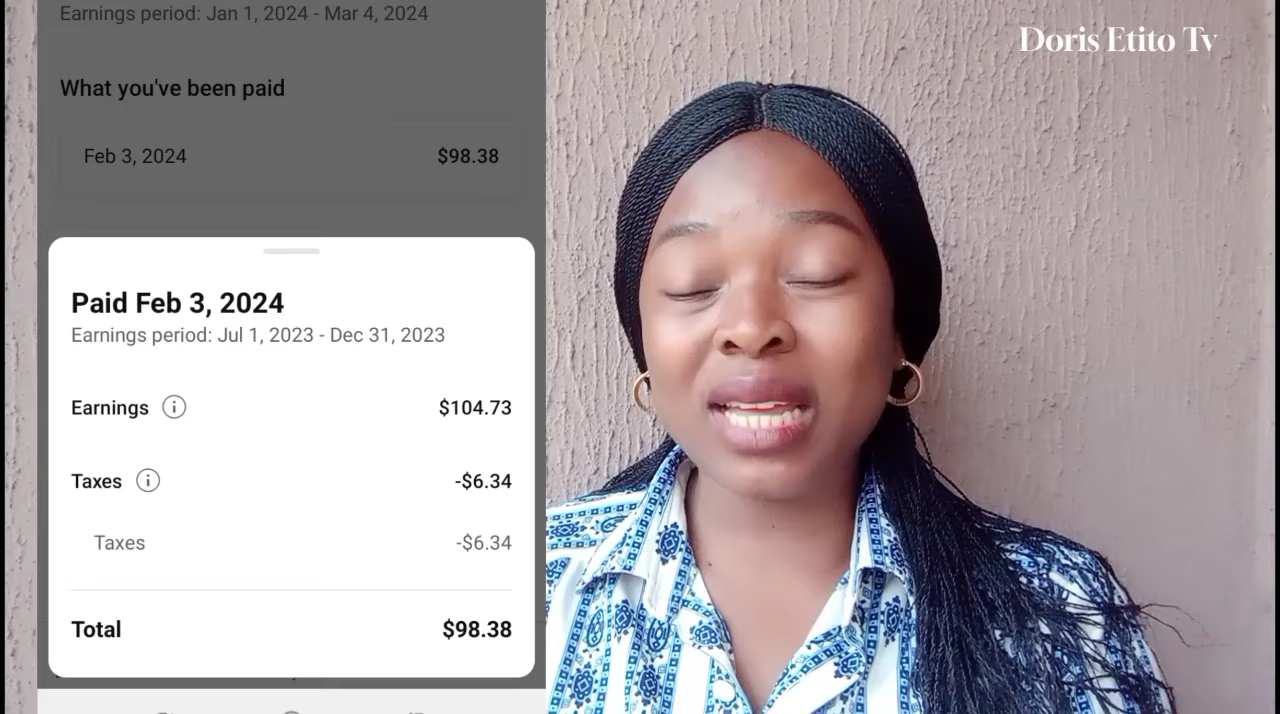 Earnings period: Jan 1, 2024 - Mar 4, 2024
What you've been paid
Feb 3, 2024 $98.38
Paid Feb 3, 2024
Earnings period: Jul 1, 2023 - Dec 31, 2023
Earnings $104.73
Taxes -$6.34
Taxes -$6.34
Total $98.38
Doris Etito Tv